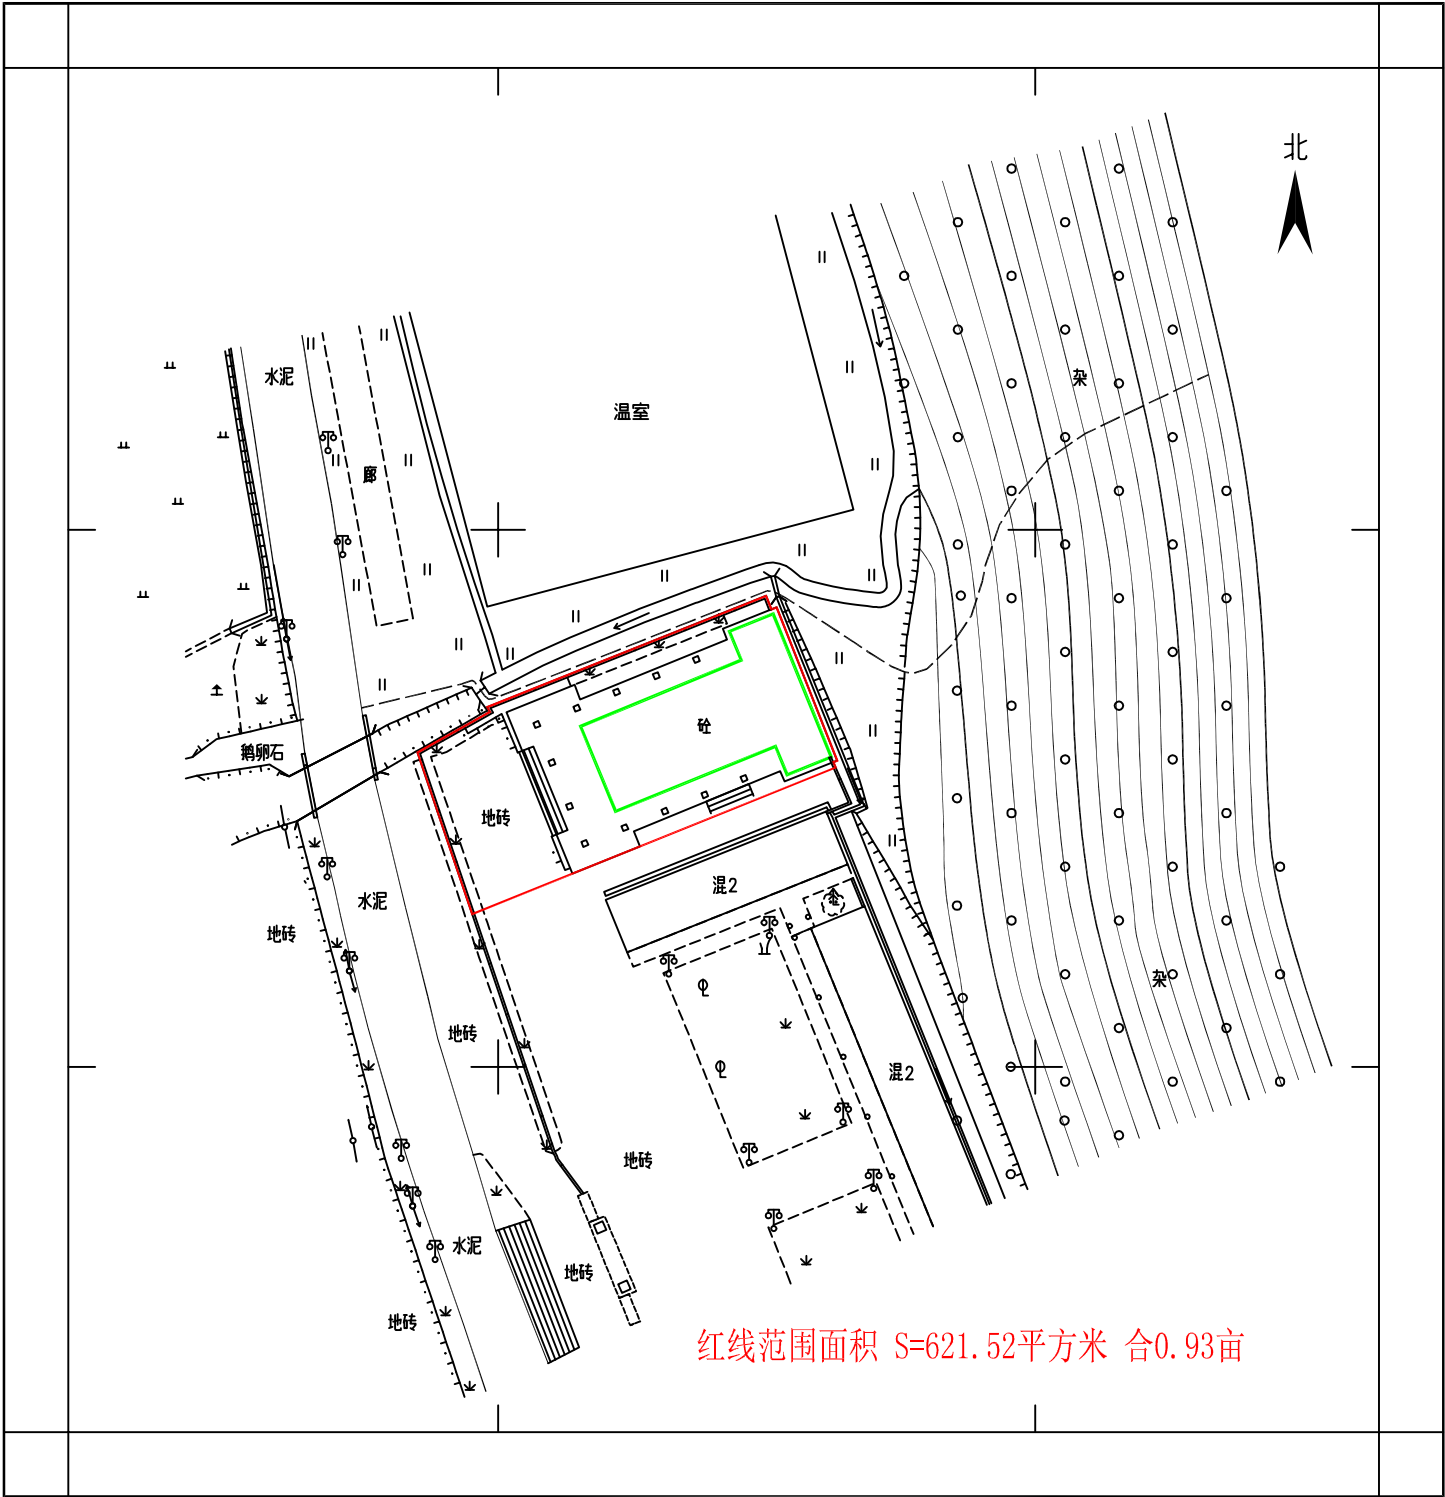 北
水泥
杂
温室
廊
砼
鹅卵石
地砖
混2
水泥
地砖
杂
地砖
混2
地砖
水泥
地砖
地砖
红线范围面积 S=621.52平方米 合0.93亩